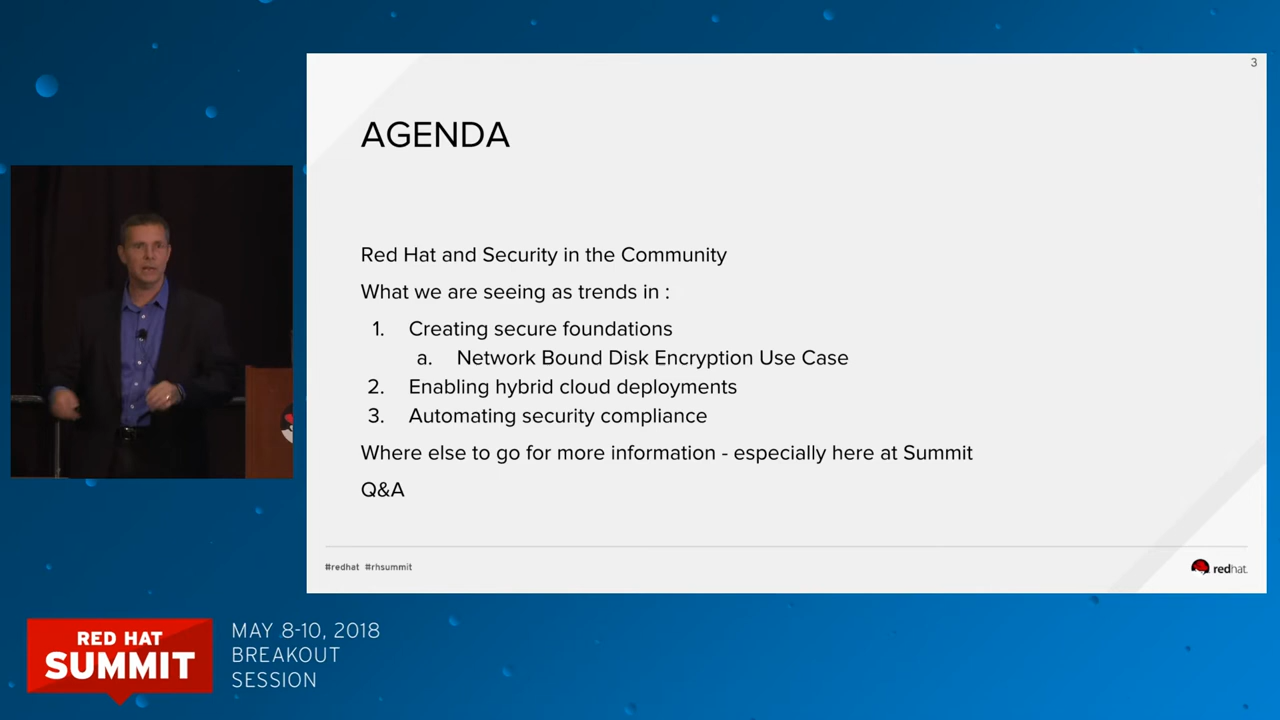 3
AGENDA
Red Hat and Security in the Community
What we are seeing as trends in :
1. Creating secure foundations
a. Network Bound Disk Encryption Use Case
2. Enabling hybrid cloud deployments
3. Automating security compliance
Where else to go for more information - especially here at Summit
Q&A
#redhat #rhsummit
redhat.
RED HAT
SUMMIT
MAY 8-10, 2018
BREAKOUT
SESSION